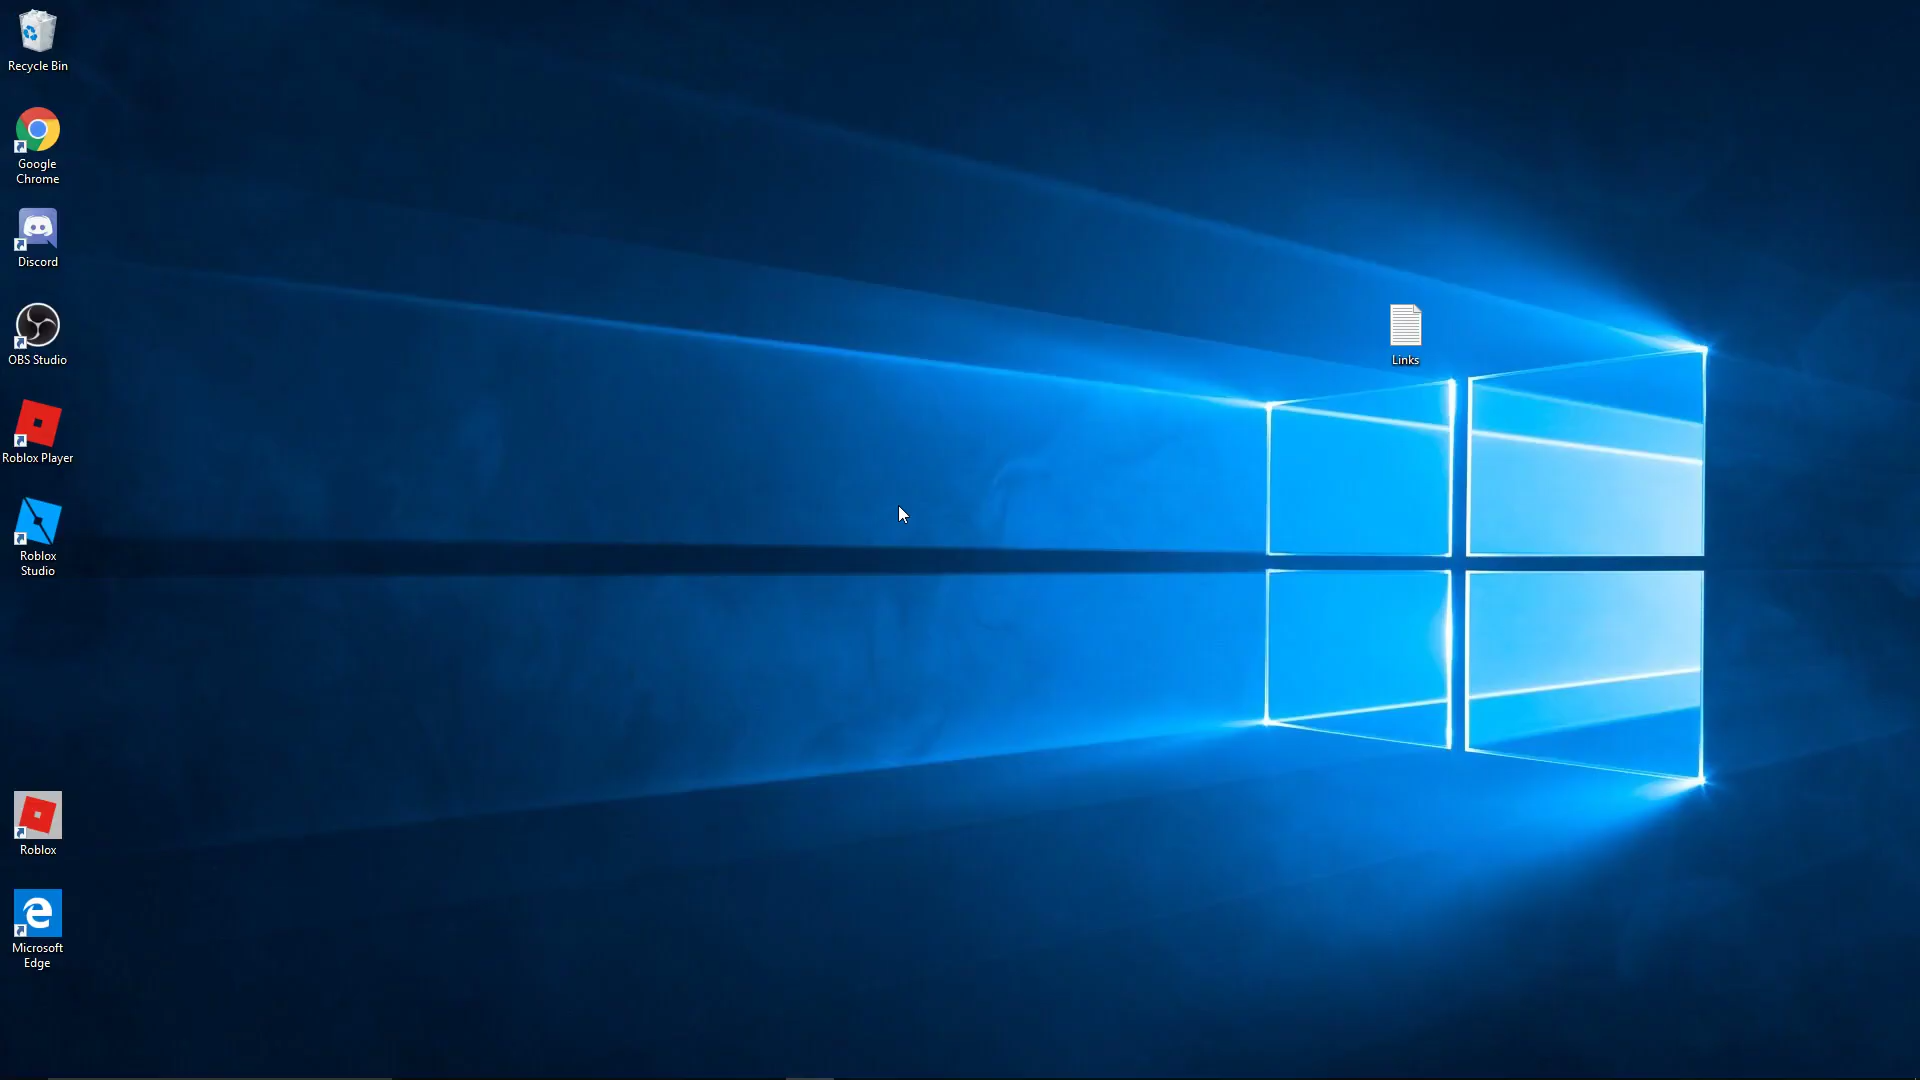 Recycle Bin
Google
Chrome
Discord
OBS Studio
Roblox Player
Roblox
Studio
Roblox
Microsoft
Edge
Links